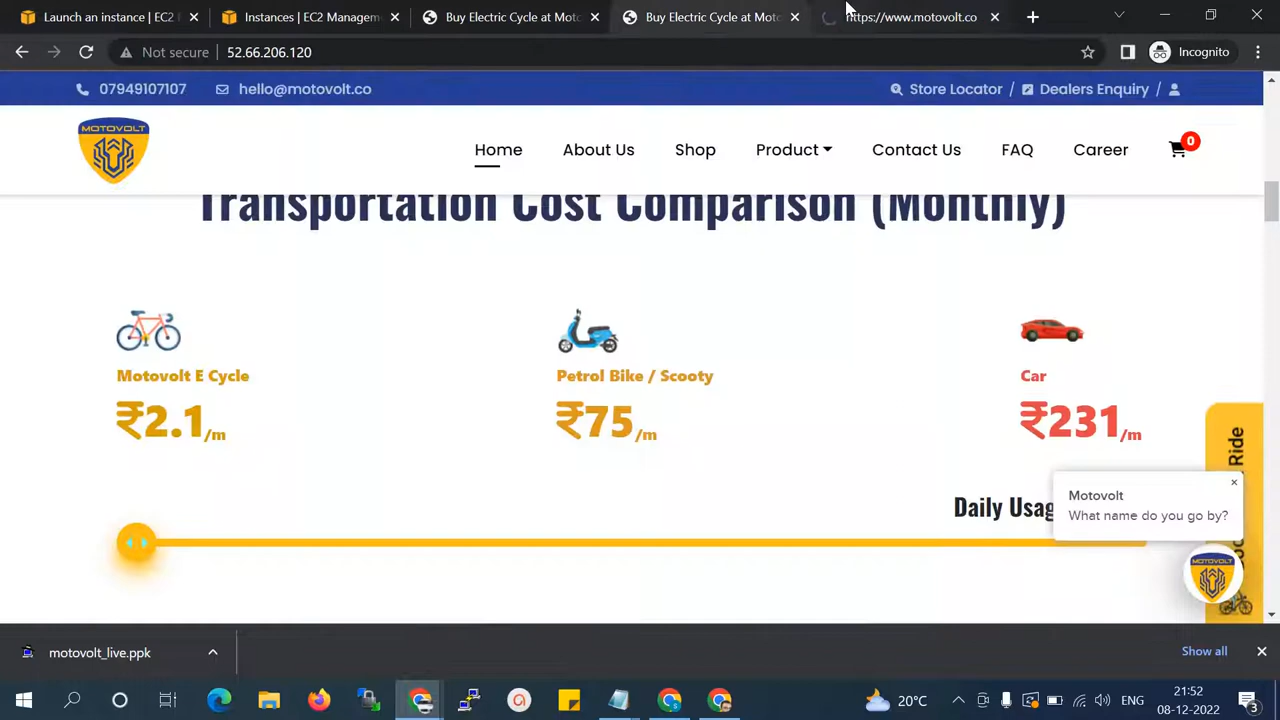 Launch an instance | EC2
Instances | EC2 Managem
Buy Electric Cycle at Moto
Buy Electric Cycle at Moto
https://www.motovolt.co
Not secure
52.66.206.120
Incognito
07949107107
hello@motovolt.co
Store Locator /
Dealers Enquiry /
MOTOVOLT
Home
About Us
Shop
Product
Contact Us
FAQ
Career
0
Transportation Cost Comparison (Monthly)
Motovolt E Cycle
₹2.1/m
Petrol Bike / Scooty
₹75/m
Car
₹231/m
Ride
Daily Usag
Motovolt
What name do you go by?
MOTOVOLT
motovolt_live.ppk
Show all
20°C
ENG
21:52
08-12-2022
3